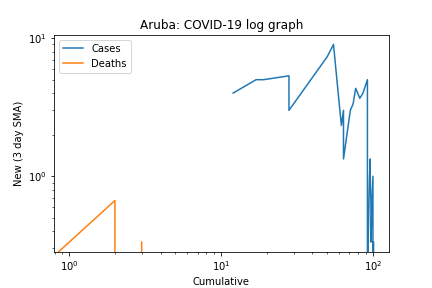 Aruba: COVID-19 log graph
Cases
Deaths
10¹
10⁰
New (3 day SMA)
10⁰ 10¹ 10²
Cumulative